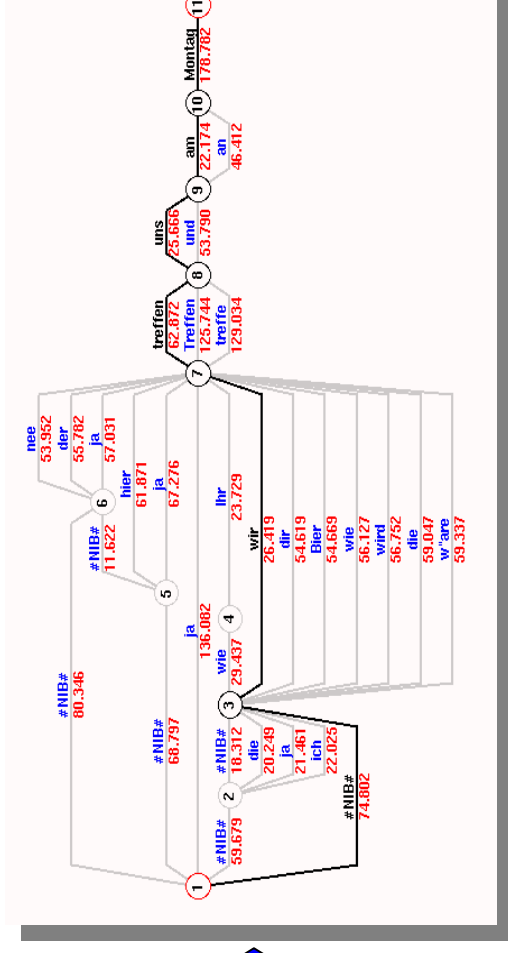 nee
53.952
#NIB#
80.346
der
55.782
#NIB#
11.622
6
ja
57.031
hier
61.871
#NIB#
68.797
5
ja
67.276
1
ja
136.082
7
treffen
62.872
8
uns
25.666
9
am
22.174
10
Montag
178.782
11
Treffen
125.744
und
53.790
an
46.412
#NIB#
59.679
2
#NIB#
18.312
3
wie
29.437
4
Ihr
23.729
treffe
129.034
die
20.249
wir
26.419
ja
21.461
dir
54.619
ich
22.025
Bier
54.669
#NIB#
74.802
wie
56.127
wird
56.752
die
59.047
w"are
59.337